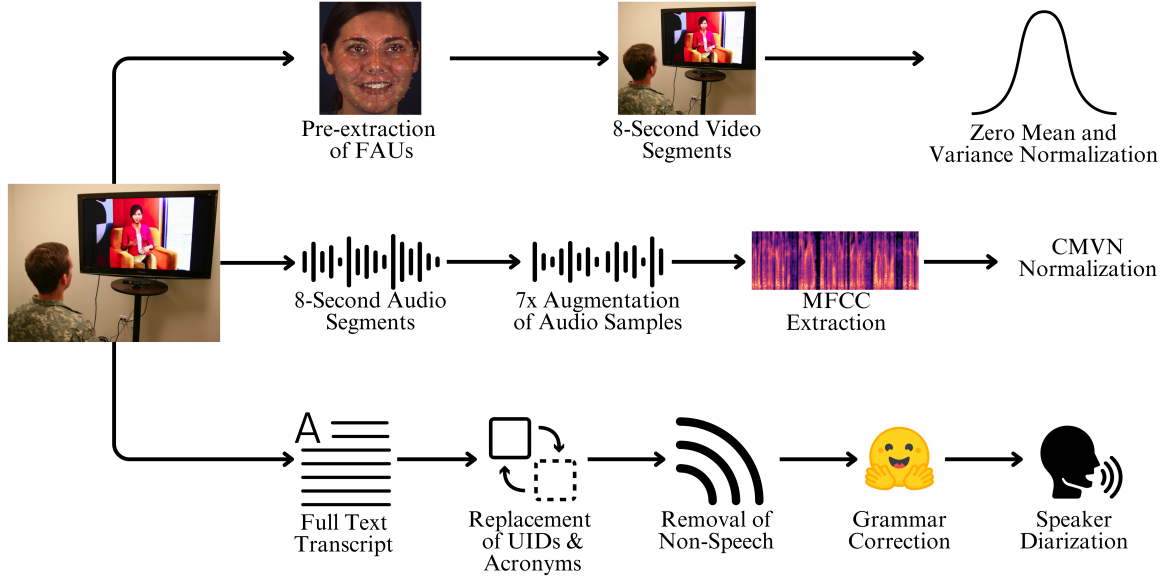 Pre-extraction
of FAUs
8-Second Video
Segments
Zero Mean and
Variance Normalization
8-Second Audio
Segments
7x Augmentation
of Audio Samples
MFCC
Extraction
CMVN
Normalization
A
Full Text
Transcript
Replacement
of UIDs &
Acronyms
Removal of
Non-Speech
Grammar
Correction
Speaker
Diarization